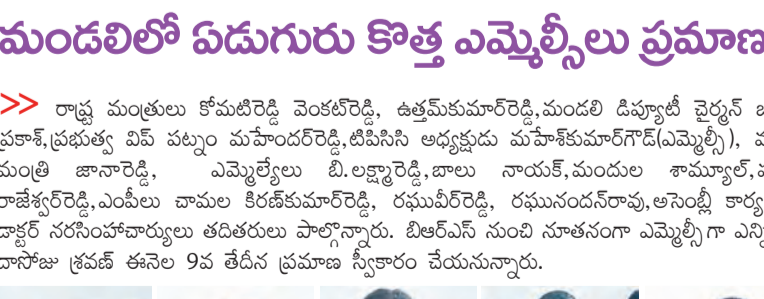 మండలిలో ఏడుగురు కొత్త ఎమ్మెల్సీలు ప్రమాణ
>> రాష్ట్ర మంత్రులు కోమటిరెడ్డి వెంకట్‌రెడ్డి, ఉత్తమ్‌కుమార్‌రెడ్డి,మండలి డిప్యూటీ చైర్మన్
ప్రకాశ్,ప్రభుత్వ విప్ పట్నం మహేందర్‌రెడ్డి,టిపిసిసి అధ్యక్షుడు మహేశ్‌కుమార్‌గౌడ్(ఎమ్మెల్సీ),
మంత్రి జానారెడ్డి, ఎమ్మెల్యేలు బి.లక్ష్మారెడ్డి,బాలు నాయక్,మందుల శామ్యూల్,
రాజేశ్వర్‌రెడ్డి,ఎంపీలు చామల కిరణ్‌కుమార్‌రెడ్డి, రఘువీర్‌రెడ్డి, రఘునందన్‌రావు,అసెంబ్లీ కార్య
డాక్టర్ నరసింహాచార్యులు తదితరులు పాల్గొన్నారు. బిఆర్ఎస్ నుంచి నూతనంగా ఎమ్మెల్సీగా ఎన్ని
దాసోజు శ్రవణ్ ఈనెల 9వ తేదీన ప్రమాణ స్వీకారం చేయనున్నారు.